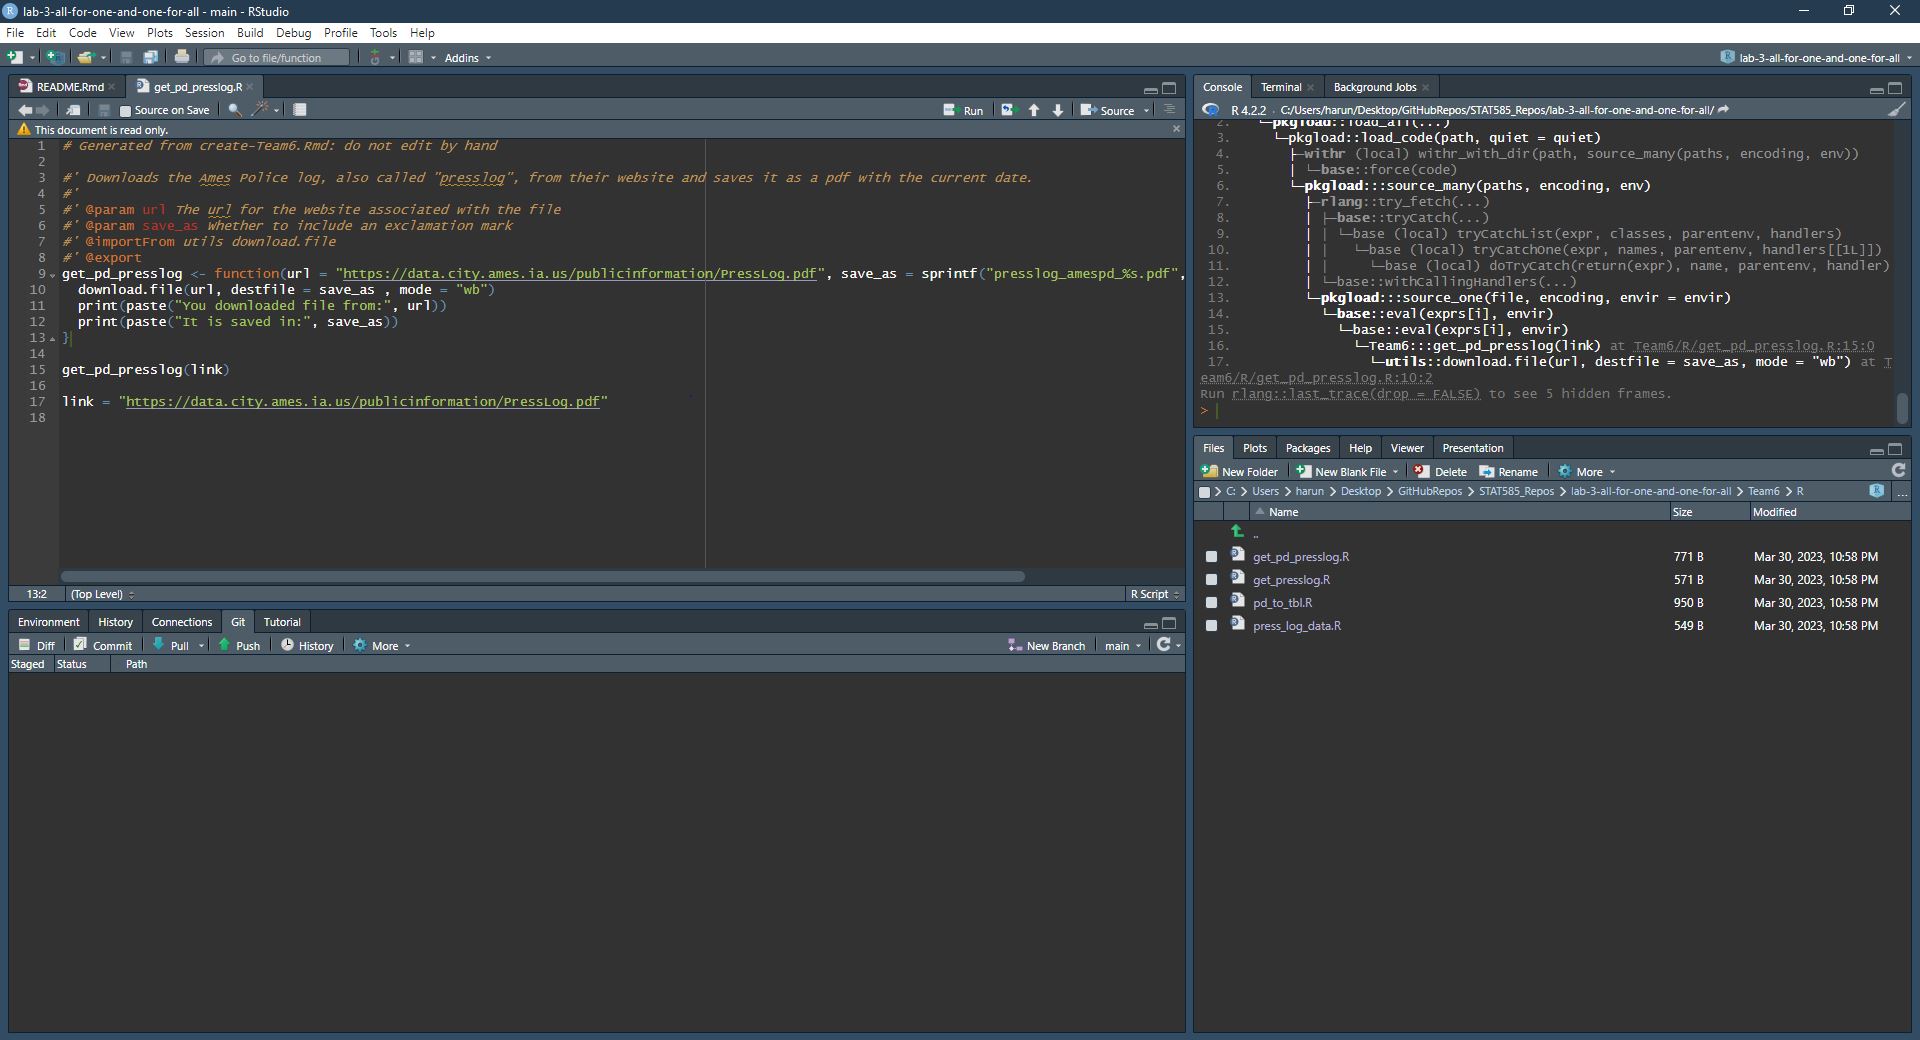 lab-3-all-for-one-and-one-for-all - main - RStudio
File Edit Code View Plots Session Build Debug Profile Tools Help
Go to file/function Addins lab-3-all-for-one-and-one-for-all
README.Rmd get_pd_presslog.R
Source on Save Run Source
This document is read only.
1 # Generated from create-Team6.Rmd: do not edit by hand
2
3 #' Downloads the Ames Police log, also called "presslog", from their website and saves it as a pdf with the current date.
4 #'
5 #' @param url The url for the website associated with the file
6 #' @param save_as Whether to include an exclamation mark
7 #' @importFrom utils download.file
8 #' @export
9 get_pd_presslog <- function(url = "https://data.city.ames.ia.us/publicinformation/PressLog.pdf", save_as = sprintf("presslog_amespd_%s.pdf",
10 download.file(url, destfile = save_as , mode = "wb")
11 print(paste("You downloaded file from:", url))
12 print(paste("It is saved in:", save_as))
13 }
14
15 get_pd_presslog(link)
16
17 link = "https://data.city.ames.ia.us/publicinformation/PressLog.pdf"
18
13:2 (Top Level) R Script
Environment History Connections Git Tutorial
Diff Commit Pull Push History More New Branch main
Staged Status Path
Console Terminal Background Jobs
R 4.2.2 · C:/Users/harun/Desktop/GitHubRepos/STAT585_Repos/lab-3-all-for-one-and-one-for-all/
2. └─pkgload::load_all(...)
3. └─pkgload::load_code(path, quiet = quiet)
4. ├─withr (local) withr_with_dir(path, source_many(paths, encoding, env))
5. │ └─base::force(code)
6. └─pkgload:::source_many(paths, encoding, env)
7. ├─rlang::try_fetch(...)
8. │ ├─base::tryCatch(...)
9. │ │ └─base (local) tryCatchList(expr, classes, parentenv, handlers)
10. │ │ └─base (local) tryCatchOne(expr, names, parentenv, handlers[[1L]])
11. │ │ └─base (local) doTryCatch(return(expr), name, parentenv, handler)
12. │ └─base::withCallingHandlers(...)
13. └─pkgload:::source_one(file, encoding, envir = envir)
14. └─base::eval(exprs[i], envir)
15. └─base::eval(exprs[i], envir)
16. └─Team6:::get_pd_presslog(link) at Team6/R/get_pd_presslog.R:15:0
17. └─utils::download.file(url, destfile = save_as, mode = "wb") at T
eam6/R/get_pd_presslog.R:10:2
Run rlang::last_trace(drop = FALSE) to see 5 hidden frames.
>
Files Plots Packages Help Viewer Presentation
New Folder New Blank File Delete Rename More
C: > Users > harun > Desktop > GitHubRepos > STAT585_Repos > lab-3-all-for-one-and-one-for-all > Team6 > R ...
Name Size Modified
..
get_pd_presslog.R 771 B Mar 30, 2023, 10:58 PM
get_presslog.R 571 B Mar 30, 2023, 10:58 PM
pd_to_tbl.R 950 B Mar 30, 2023, 10:58 PM
press_log_data.R 549 B Mar 30, 2023, 10:58 PM